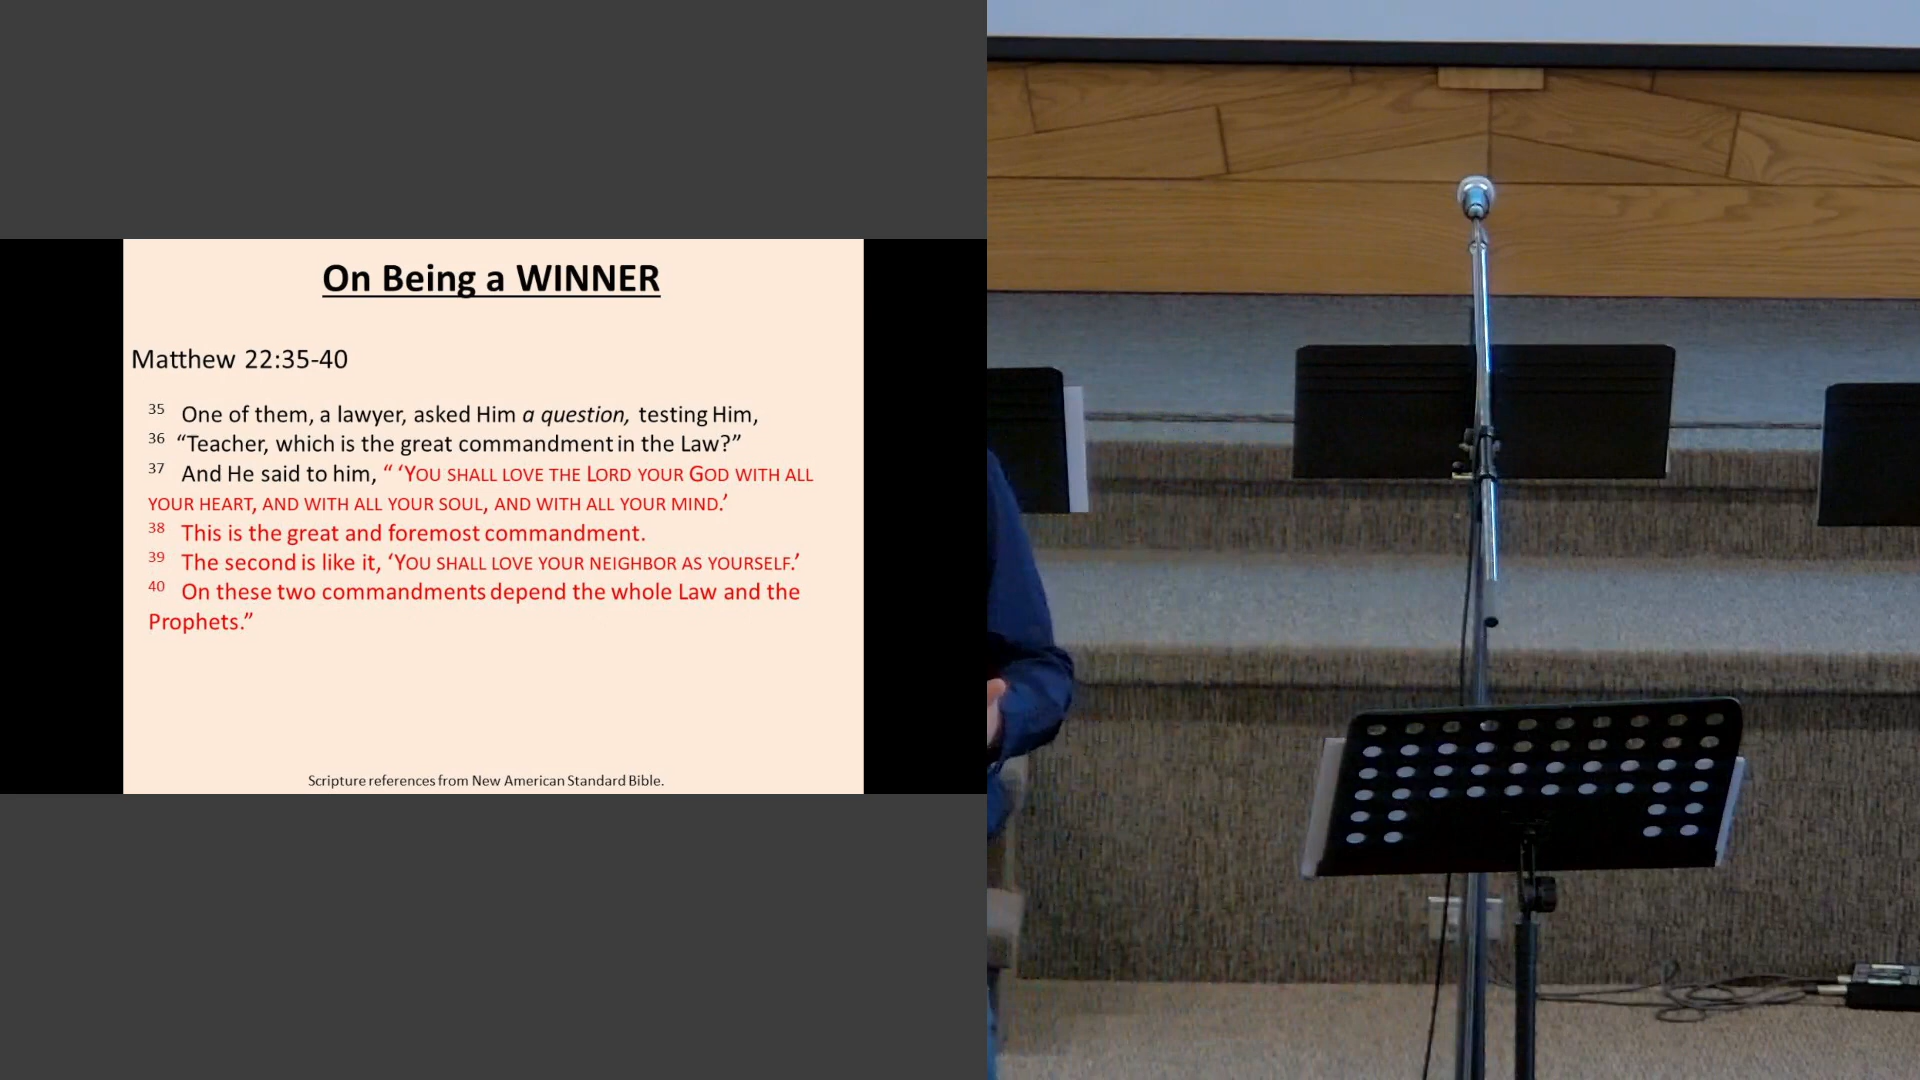 On Being a WINNER
Matthew 22:35-40
35 One of them, a lawyer, asked Him a question, testing Him,
36 “Teacher, which is the great commandment in the Law?”
37 And He said to him, “ ‘YOU SHALL LOVE THE LORD YOUR GOD WITH ALL
YOUR HEART, AND WITH ALL YOUR SOUL, AND WITH ALL YOUR MIND.’
38 This is the great and foremost commandment.
39 The second is like it, ‘YOU SHALL LOVE YOUR NEIGHBOR AS YOURSELF.’
40 On these two commandments depend the whole Law and the
Prophets.”
Scripture references from New American Standard Bible.